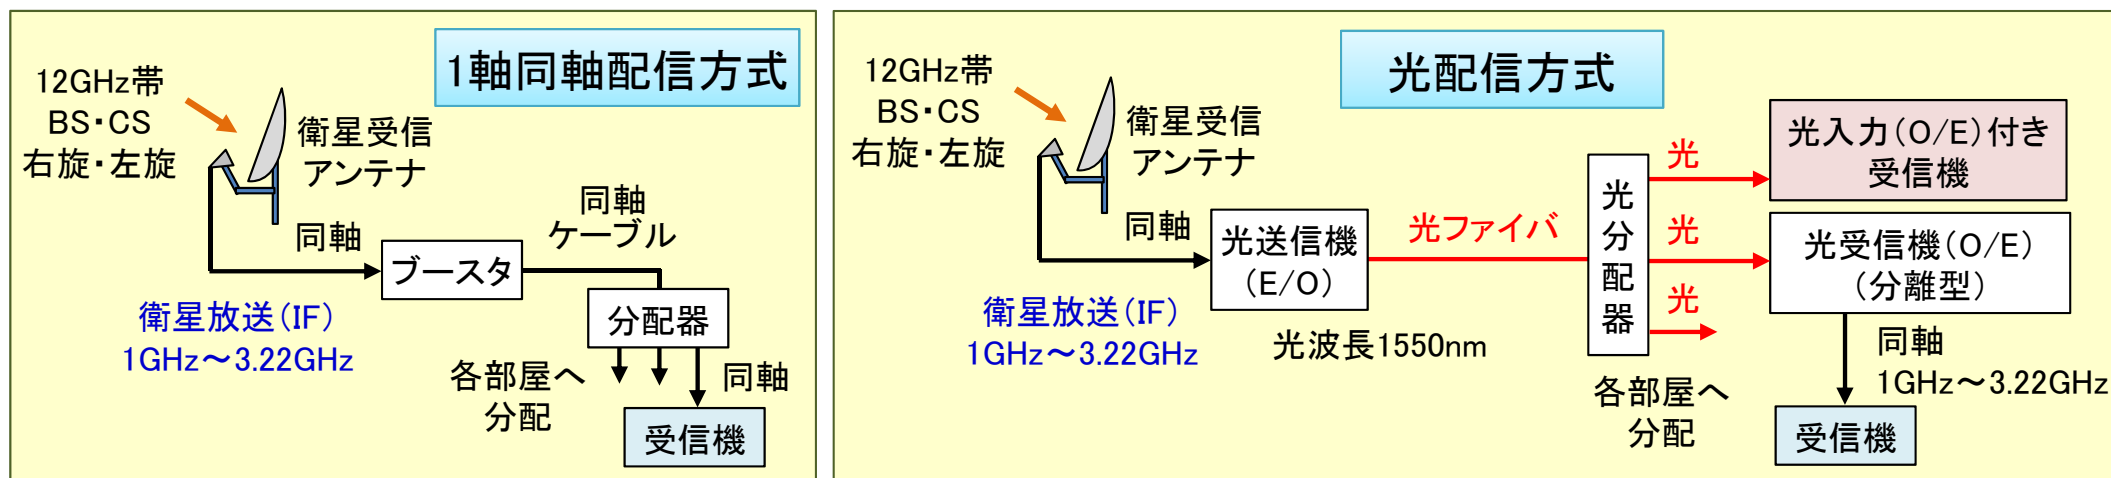 1軸同軸配信方式
12GHz帯
BS・CS
右旋・左旋
衛星受信
アンテナ
同軸
同軸
ケーブル
ブースタ
衛星放送(IF)
1GHz～3.22GHz
分配器
各部屋へ
分配
同軸
受信機
光配信方式
12GHz帯
BS・CS
右旋・左旋
衛星受信
アンテナ
同軸
光送信機
(E/O)
光ファイバ
衛星放送(IF)
1GHz～3.22GHz
光波長1550nm
光分配器
光
光
光
各部屋へ
分配
光入力(O/E)付き
受信機
光受信機(O/E)
(分離型)
同軸
1GHz～3.22GHz
受信機